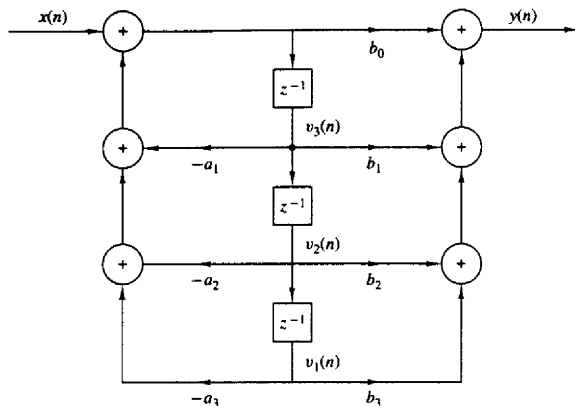 x(n) y(n)
+ +
b₀
z⁻¹
v₃(n)
+ +
−a₁ b₁
z⁻¹
v₂(n)
+ +
−a₂ b₂
z⁻¹
v₁(n)
−a₃ b₃